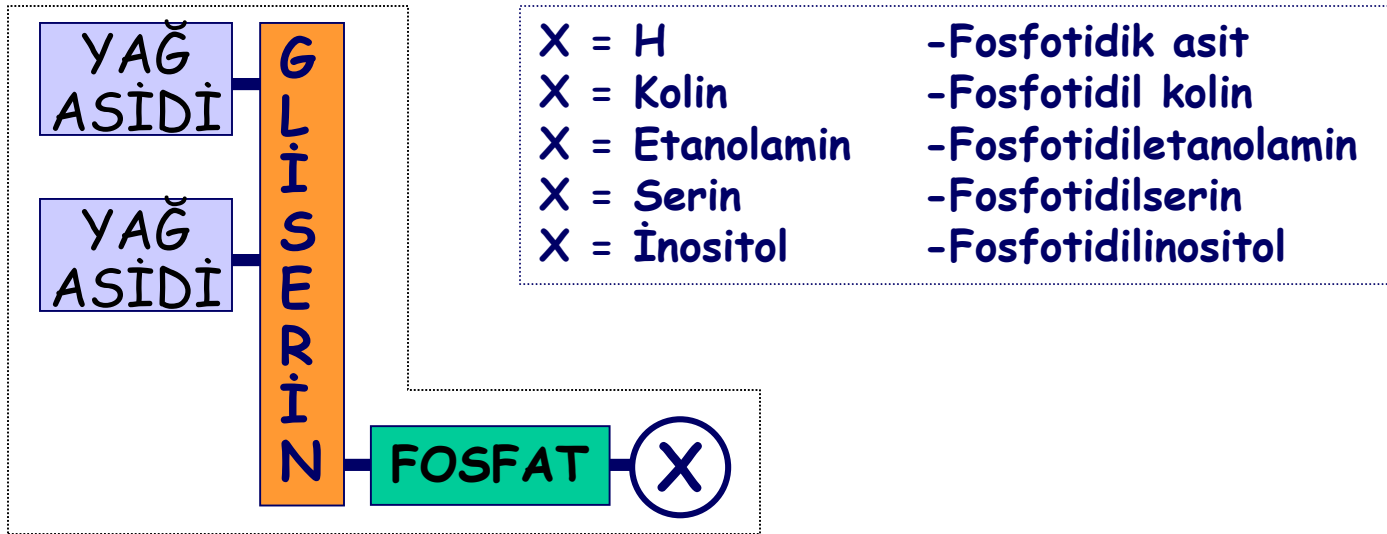 YAĞ
ASİDİ
YAĞ
ASİDİ
GLİSERİN
FOSFAT
X
X = H -Fosfotidik asit
X = Kolin -Fosfotidil kolin
X = Etanolamin -Fosfotidiletanolamin
X = Serin -Fosfotidilserin
X = İnositol -Fosfotidilinositol